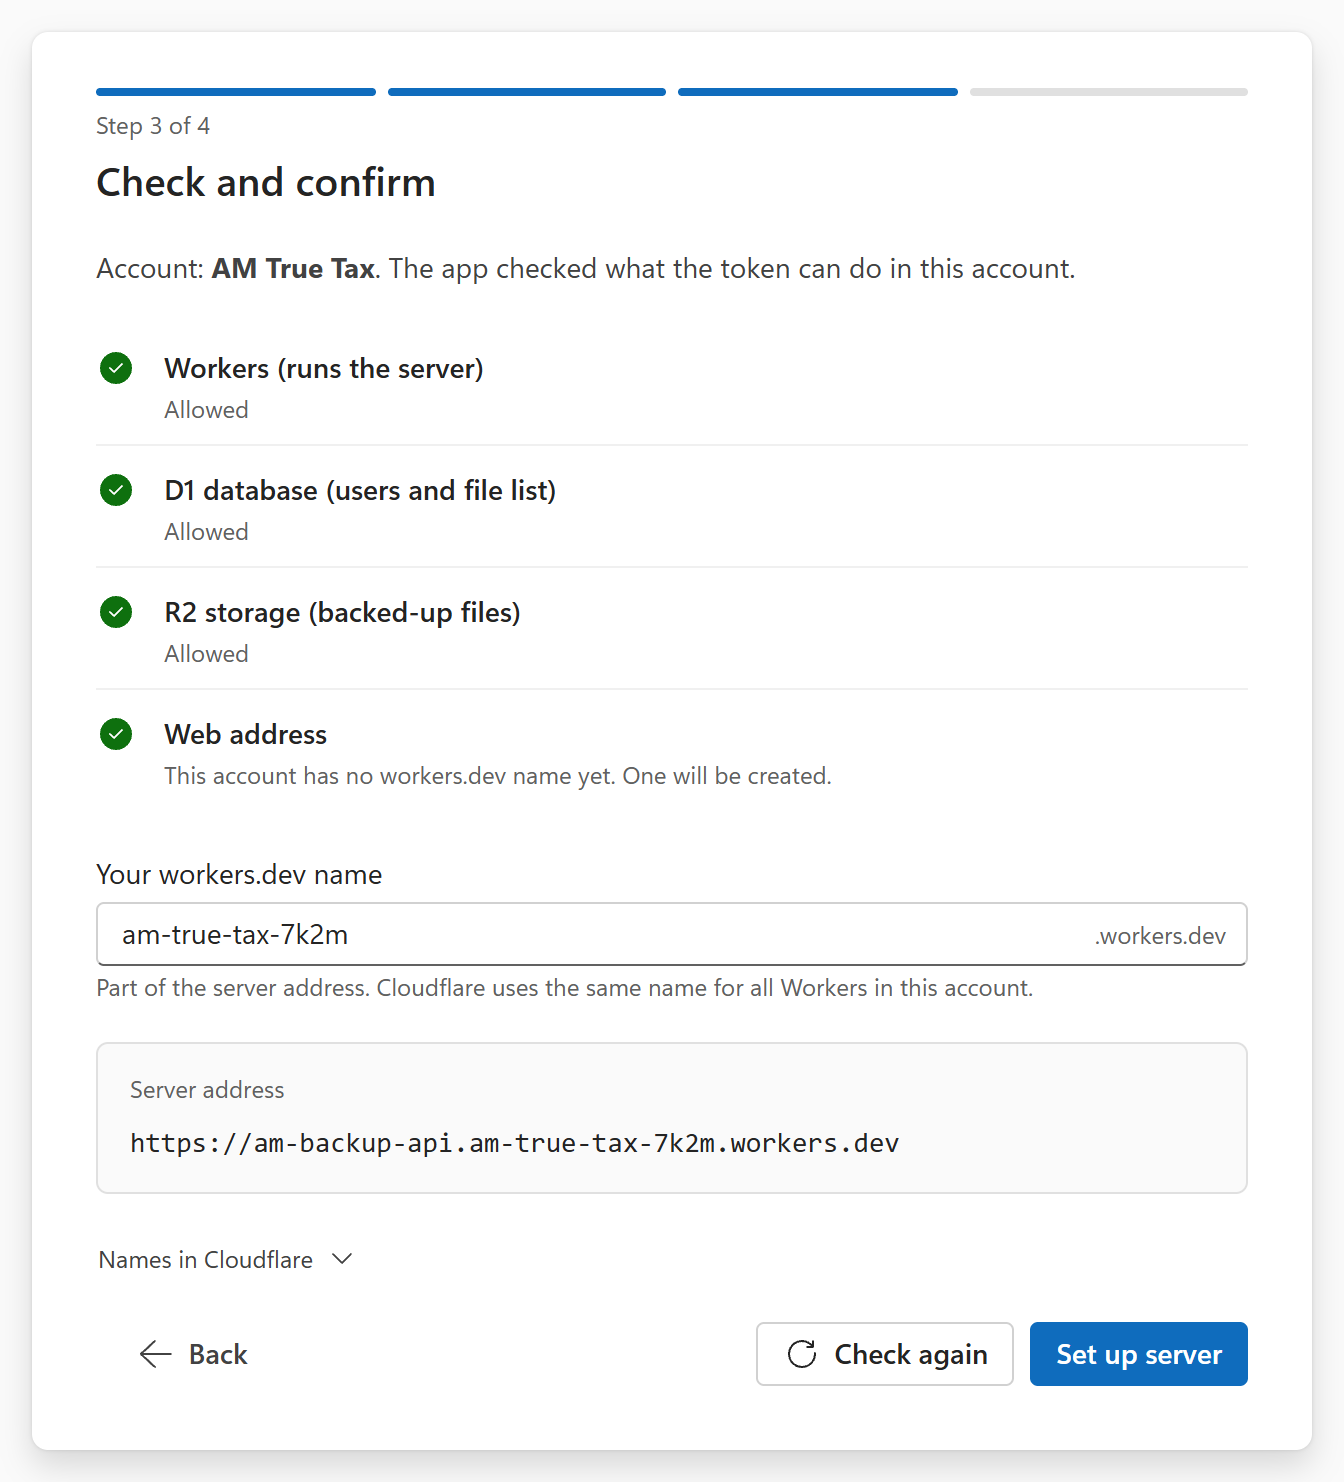 Step 3 of 4
Check and confirm
Account: AM True Tax. The app checked what the token can do in this account.
Workers (runs the server)
Allowed
D1 database (users and file list)
Allowed
R2 storage (backed-up files)
Allowed
Web address
This account has no workers.dev name yet. One will be created.
Your workers.dev name
am-true-tax-7k2m .workers.dev
Part of the server address. Cloudflare uses the same name for all Workers in this account.
Server address
https://am-backup-api.am-true-tax-7k2m.workers.dev
Names in Cloudflare
Back Check again Set up server